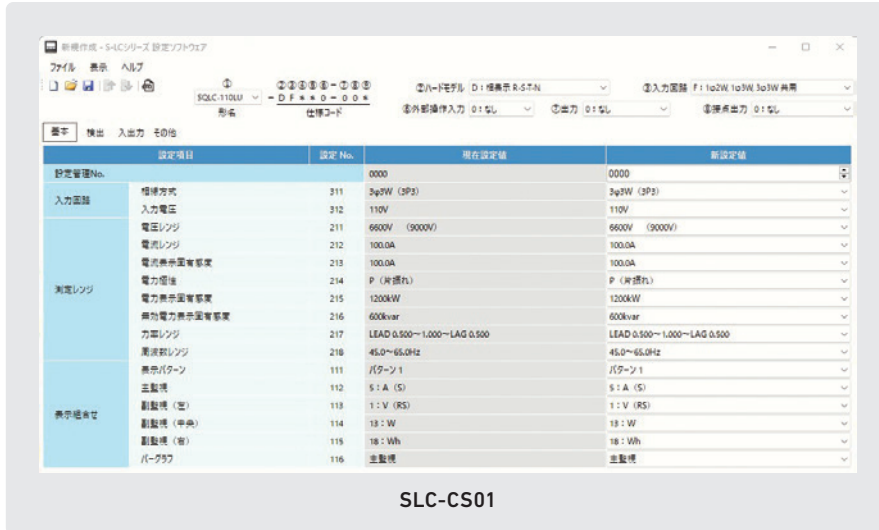 新規作成 - S-LCシリーズ 設定ソフトウェア
ファイル 表示 ヘルプ
① ②③④⑤⑥-⑦⑧⑨ ②ハードモデル D:相表示 R-S-T-N ③入力回路 F:1φ2W, 1φ3W, 3φ3W 共用
SQLC-110LU - D F * * 0 - 0 0 *
形名 仕様コード ⑥外部操作入力 0:なし ⑦出力 0:なし ⑧接点出力 0:なし
基本 検出 入出力 その他
設定項目 設定 No. 現在設定値 新設定値
設定管理No. 0000 0000
入力回路 相線方式 311 3φ3W (3P3) 3φ3W (3P3)
入力電圧 312 110V 110V
測定レンジ 電圧レンジ 211 6600V (9000V) 6600V (9000V)
電流レンジ 212 100.0A 100.0A
電流表示固有感度 213 100.0A 100.0A
電力極性 214 P (片振れ) P (片振れ)
電力表示固有感度 215 1200kW 1200kW
無効電力表示固有感度 216 600kvar 600kvar
力率レンジ 217 LEAD 0.500~1.000~LAG 0.500 LEAD 0.500~1.000~LAG 0.500
周波数レンジ 218 45.0~65.0Hz 45.0~65.0Hz
表示組合せ 表示パターン 111 パターン 1 パターン 1
主監視 112 5:A (S) 5:A (S)
副監視 (左) 113 1:V (RS) 1:V (RS)
副監視 (中央) 114 13:W 13:W
副監視 (右) 115 18:Wh 18:Wh
バーグラフ 116 主監視 主監視
SLC-CS01